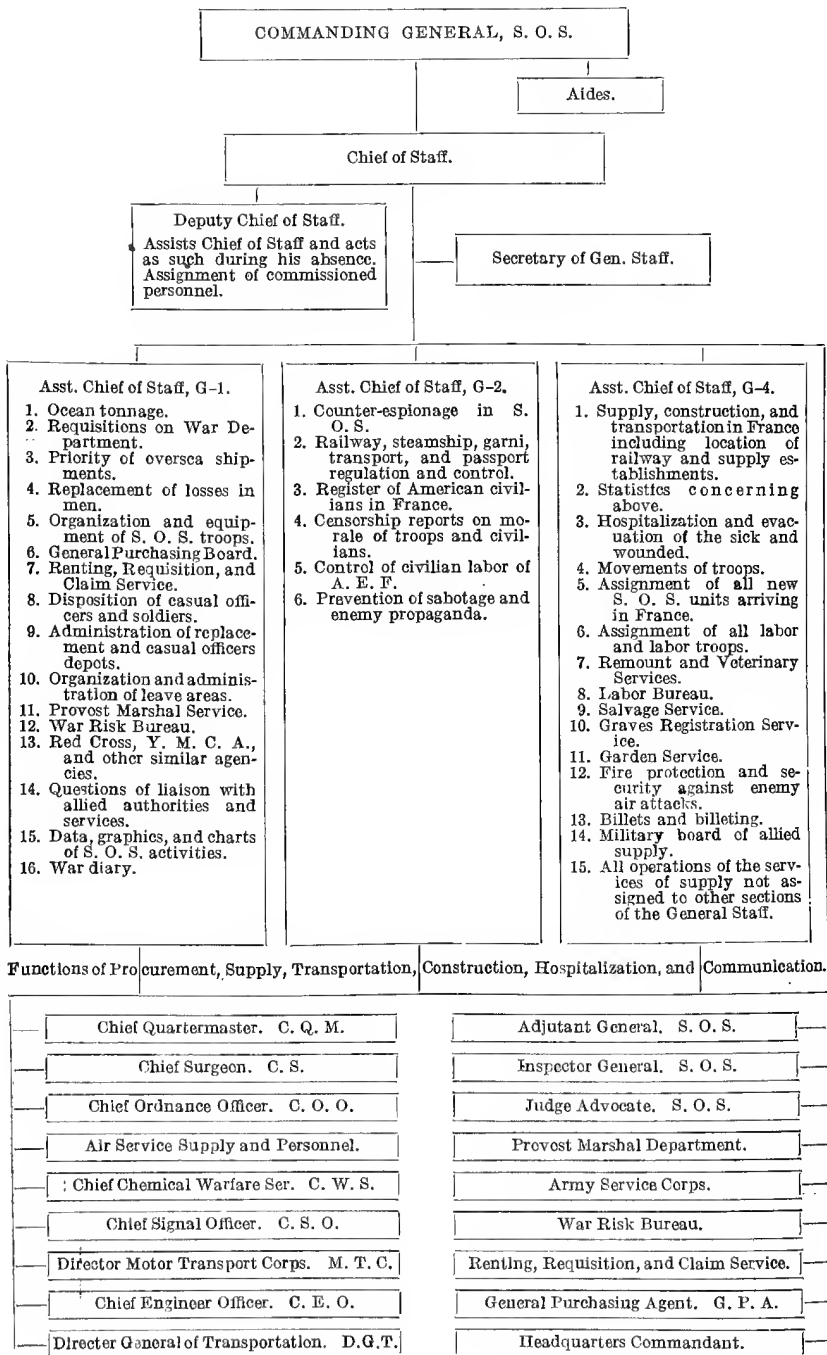 COMMANDING GENERAL, S. O. S.
Aides.
Chief of Staff.
Deputy Chief of Staff.
Assists Chief of Staff and acts
as such during his absence.
Assignment of commissioned
personnel.
Secretary of Gen. Staff.
Asst. Chief of Staff, G-1.
1. Ocean tonnage.
2. Requisitions on War De-
partment.
3. Priority of oversea ship-
ments.
4. Replacement of losses in
men.
5. Organization and equip-
ment of S. O. S. troops.
6. General Purchasing Board.
7. Renting, Requisition, and
Claim Service.
8. Disposition of casual offi-
cers and soldiers.
9. Administration of replace-
ment and casual officers
depots.
10. Organization and adminis-
tration of leave areas.
11. Provost Marshal Service.
12. War Risk Bureau.
13. Red Cross, Y. M. C. A.,
and other similar agen-
cies.
14. Questions of liaison with
allied authorities and
services.
15. Data, graphics, and charts
of S. O. S. activities.
16. War diary.
Asst. Chief of Staff, G-2.
1. Counter-espionage in S.
O. S.
2. Railway, steamship, garni,
transport, and passport
regulation and control.
3. Register of American civil-
ians in France.
4. Censorship reports on mo-
rale of troops and civil-
ians.
5. Control of civilian labor of
A. E. F.
6. Prevention of sabotage and
enemy propaganda.
Asst. Chief of Staff, G-4.
1. Supply, construction, and
transportation in France
including location of
railway and supply es-
tablishments.
2. Statistics concerning
above.
3. Hospitalization and evac-
uation of the sick and
wounded.
4. Movements of troops.
5. Assignment of all new
S. O. S. units arriving
in France.
6. Assignment of all labor
and labor troops.
7. Remount and Veterinary
Services.
8. Labor Bureau.
9. Salvage Service.
10. Graves Registration Serv-
ice.
11. Garden Service.
12. Fire protection and se-
curity against enemy
air attacks.
13. Billets and billeting.
14. Military board of allied
supply.
15. All operations of the serv-
ices of supply not as-
signed to other sections
of the General Staff.
Functions of Procurement, Supply, Transportation, Construction, Hospitalization, and Communication.
Chief Quartermaster. C. Q. M.
Chief Surgeon. C. S.
Chief Ordnance Officer. C. O. O.
Air Service Supply and Personnel.
Chief Chemical Warfare Ser. C. W. S.
Chief Signal Officer. C. S. O.
Director Motor Transport Corps. M. T. C.
Chief Engineer Officer. C. E. O.
Directer General of Transportation. D.G.T.
Adjutant General. S. O. S.
Inspector General. S. O. S.
Judge Advocate. S. O. S.
Provost Marshal Department.
Army Service Corps.
War Risk Bureau.
Renting, Requisition, and Claim Service.
General Purchasing Agent. G. P. A.
Headquarters Commandant.